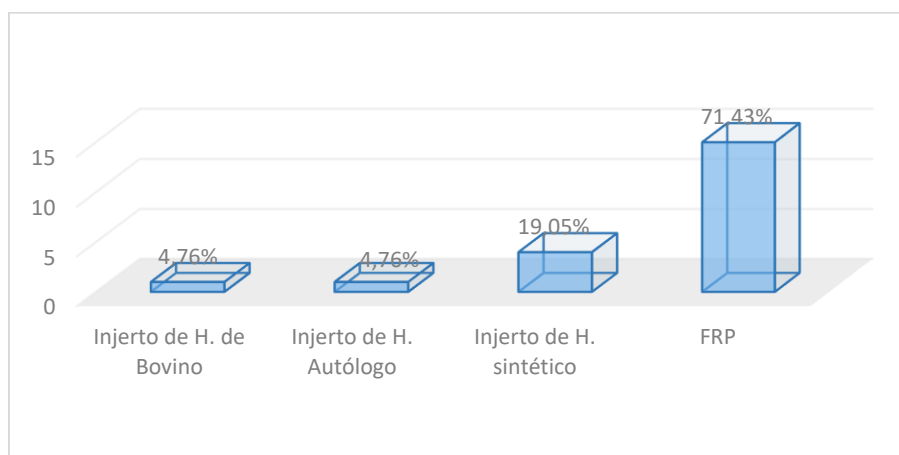 71,43%
15
10
19,05%
5
4,76%
4,76%
0
Injerto de H. de
Bovino
Injerto de H.
Autólogo
Injerto de H.
sintético
FRP